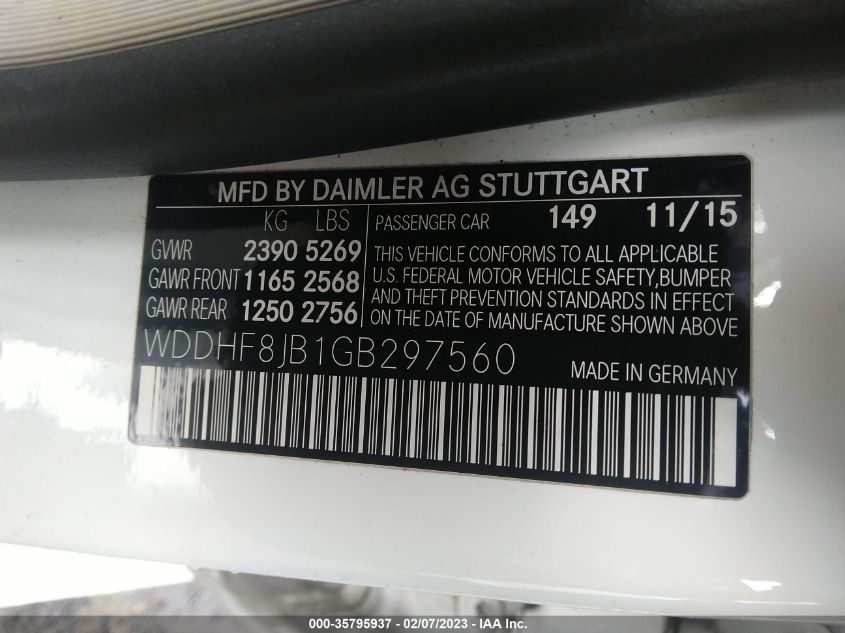 MFD BY DAIMLER AG STUTTGART
KG LBS
GVWR 2390 5269
GAWR FRONT 1165 2568
GAWR REAR 1250 2756
PASSENGER CAR 149 11/15
THIS VEHICLE CONFORMS TO ALL APPLICABLE
U.S. FEDERAL MOTOR VEHICLE SAFETY,BUMPER
AND THEFT PREVENTION STANDARDS IN EFFECT
ON THE DATE OF MANUFACTURE SHOWN ABOVE
WDDHF8JB1GB297560
MADE IN GERMANY
000-35795937 - 02/07/2023 - IAA Inc.